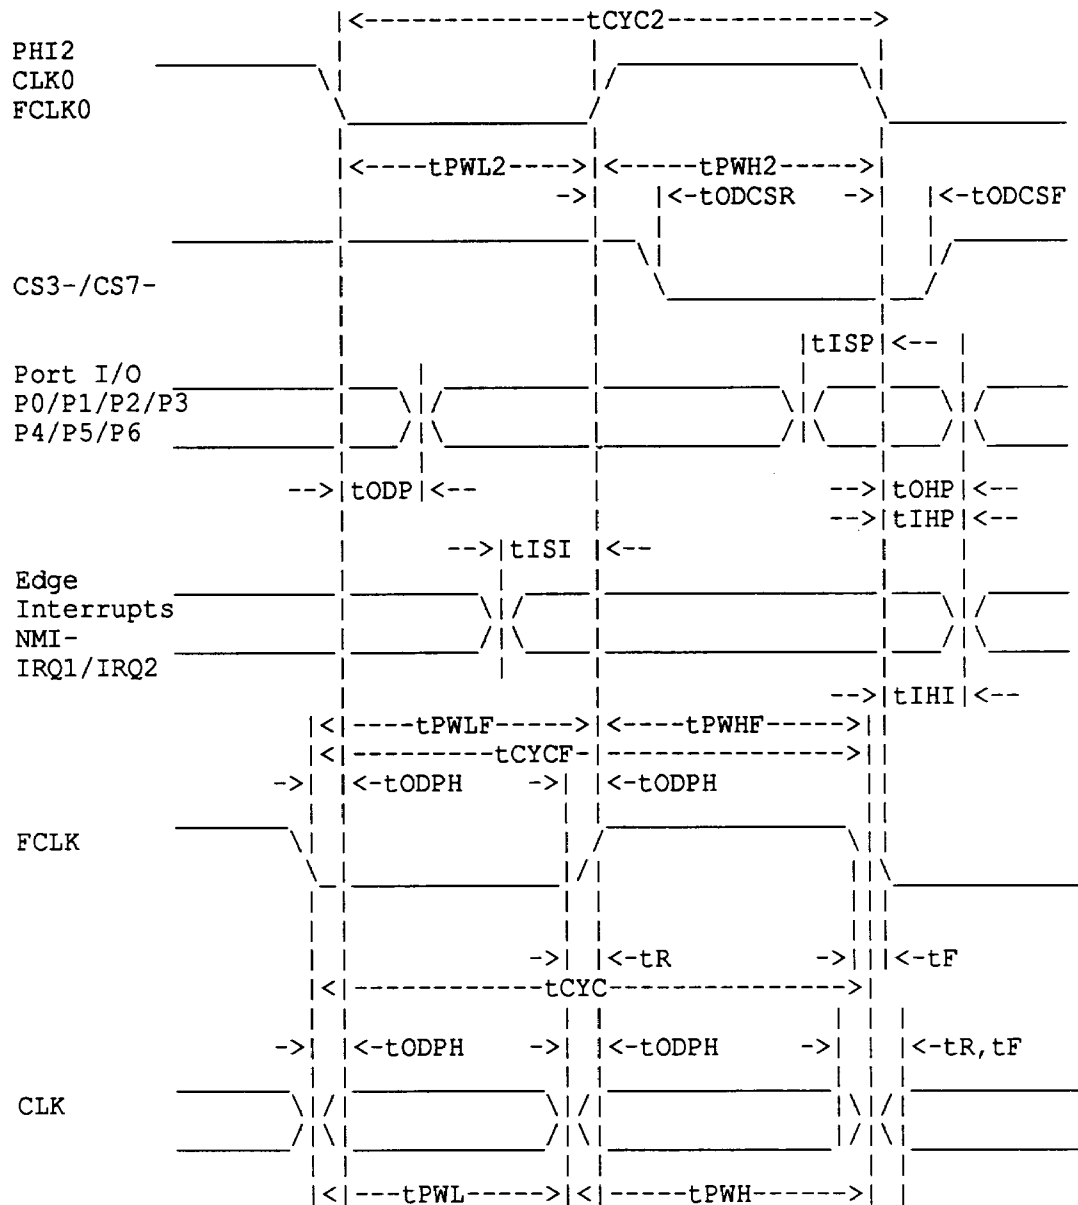 |<--------------tCYC2------------->|
PHI2
CLK0
FCLK0
|<----tPWL2---->|<-----tPWH2----->|
->| |<-tODCSR ->| |<-tODCSF
CS3-/CS7-
|tISP|<--
Port I/O
P0/P1/P2/P3
P4/P5/P6
-->|tODP|<-- -->|tOHP|<--
-->|tIHP|<--
-->|tISI |<--
Edge
Interrupts
NMI-
IRQ1/IRQ2
-->|tIHI|<--
|<|----tPWLF----->|<----tPWHF----->||
|<|---------tCYCF------------------>||
->| |<-tODPH ->| |<-tODPH
FCLK
->| |<-tR ->|||<-tF
|<|------------tCYC--------------->|
->| |<-tODPH ->| |<-tODPH ->| | |<-tR,tF
CLK
|<|---tPWL----->|<|----tPWH------>| |